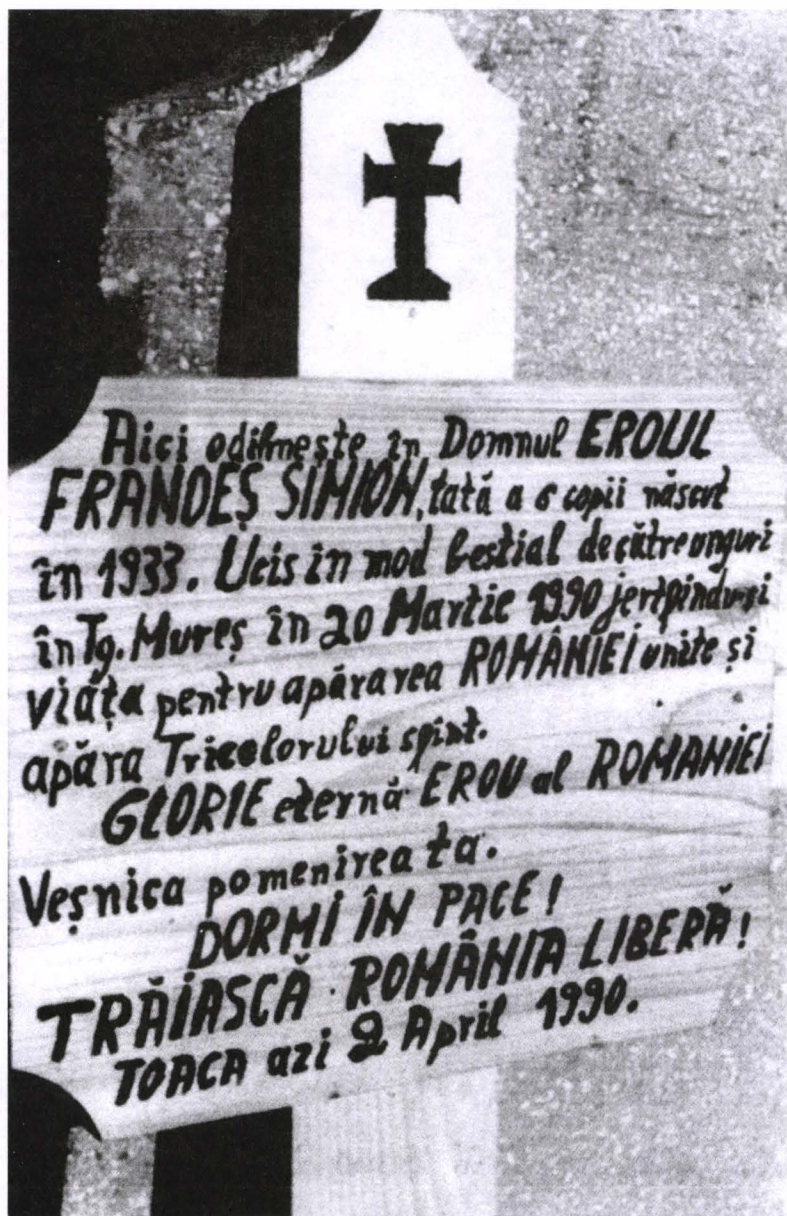 Aici odihnește în Domnul EROUL
FRANDEȘ SIMION, tată a 6 copii născut
în 1933. Ucis în mod bestial de către unguri
în Tg. Mureș în 20 Martie 1990 jertfindu-și
viața pentru apărarea ROMÂNIEI unite și
apăra Tricolorului sfint.
GLORIE eternă EROU al ROMANIEI
Veșnica pomenirea ta.
DORMI ÎN PACE!
TRĂIASCĂ ROMÂNIA LIBERĂ!
TOACA azi 2 April 1990.